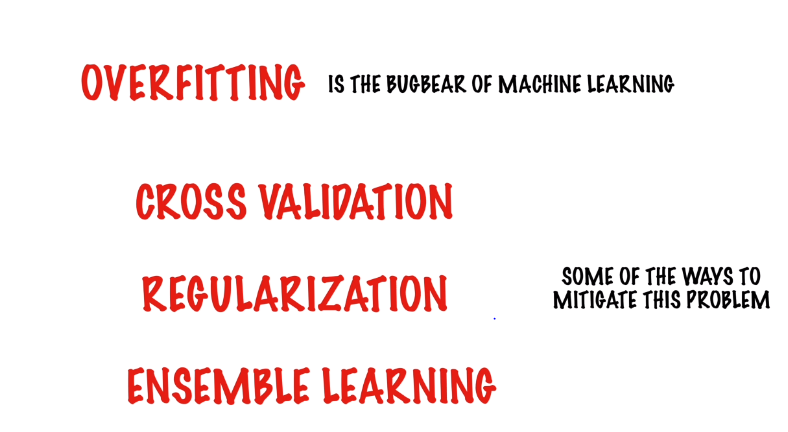 OVERFITTING IS THE BUGBEAR OF MACHINE LEARNING
CROSS VALIDATION
REGULARIZATION
SOME OF THE WAYS TO
MITIGATE THIS PROBLEM
ENSEMBLE LEARNING